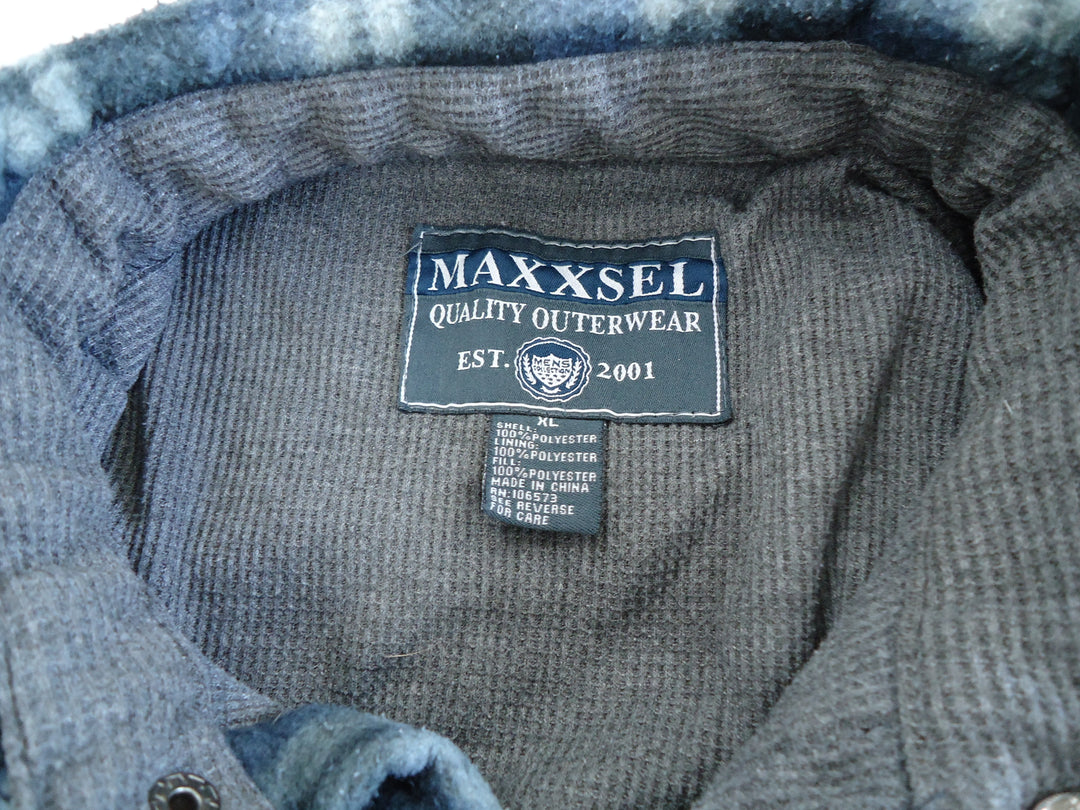 MAXXSEL
QUALITY OUTERWEAR
EST. 2001
MENS
XL
SHELL:
100%POLYESTER
LINING:
100%POLYESTER
FILL:
100%POLYESTER
MADE IN CHINA
RN:106573
SEE REVERSE
FOR CARE